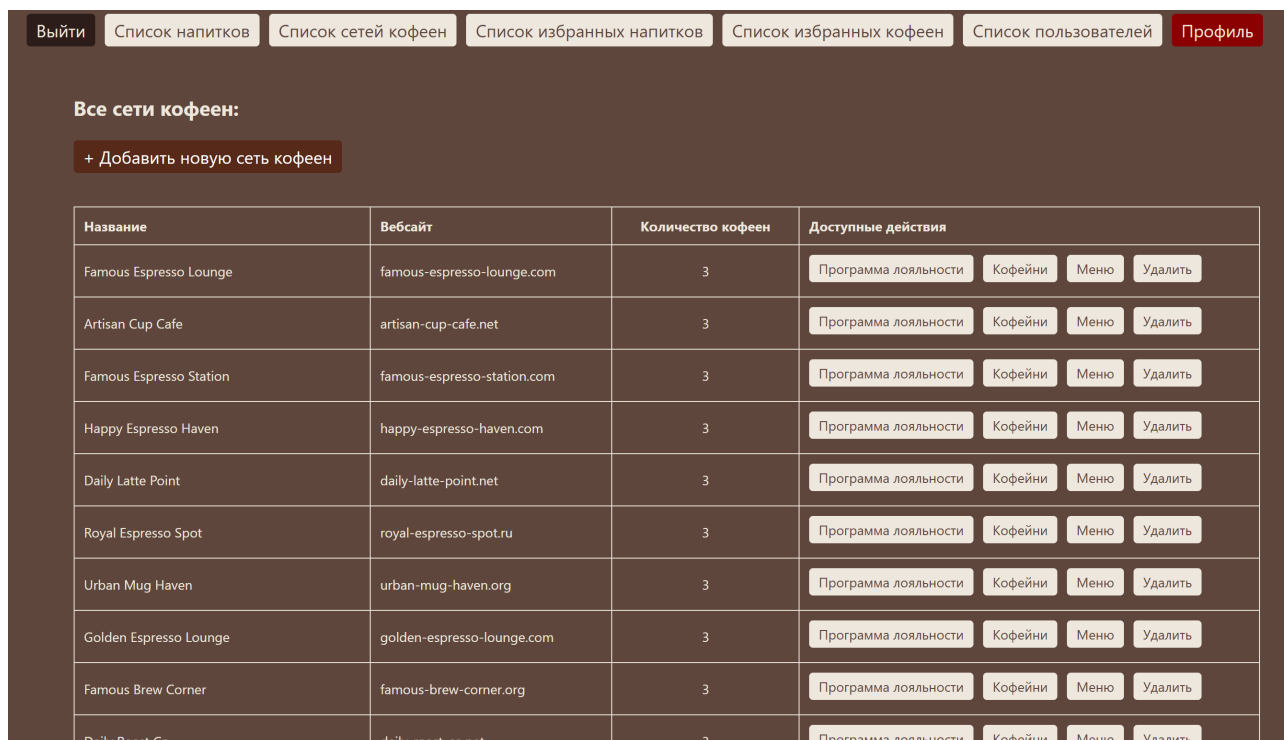 Выйти Список напитков Список сетей кофеен Список избранных напитков Список избранных кофеен Список пользователей Профиль
Все сети кофеен:
+ Добавить новую сеть кофеен
Название Вебсайт Количество кофеен Доступные действия
Famous Espresso Lounge famous-espresso-lounge.com 3 Программа лояльности Кофейни Меню Удалить
Artisan Cup Cafe artisan-cup-cafe.net 3 Программа лояльности Кофейни Меню Удалить
Famous Espresso Station famous-espresso-station.com 3 Программа лояльности Кофейни Меню Удалить
Happy Espresso Haven happy-espresso-haven.com 3 Программа лояльности Кофейни Меню Удалить
Daily Latte Point daily-latte-point.net 3 Программа лояльности Кофейни Меню Удалить
Royal Espresso Spot royal-espresso-spot.ru 3 Программа лояльности Кофейни Меню Удалить
Urban Mug Haven urban-mug-haven.org 3 Программа лояльности Кофейни Меню Удалить
Golden Espresso Lounge golden-espresso-lounge.com 3 Программа лояльности Кофейни Меню Удалить
Famous Brew Corner famous-brew-corner.org 3 Программа лояльности Кофейни Меню Удалить
Программа лояльности Кофейни Меню Удалить